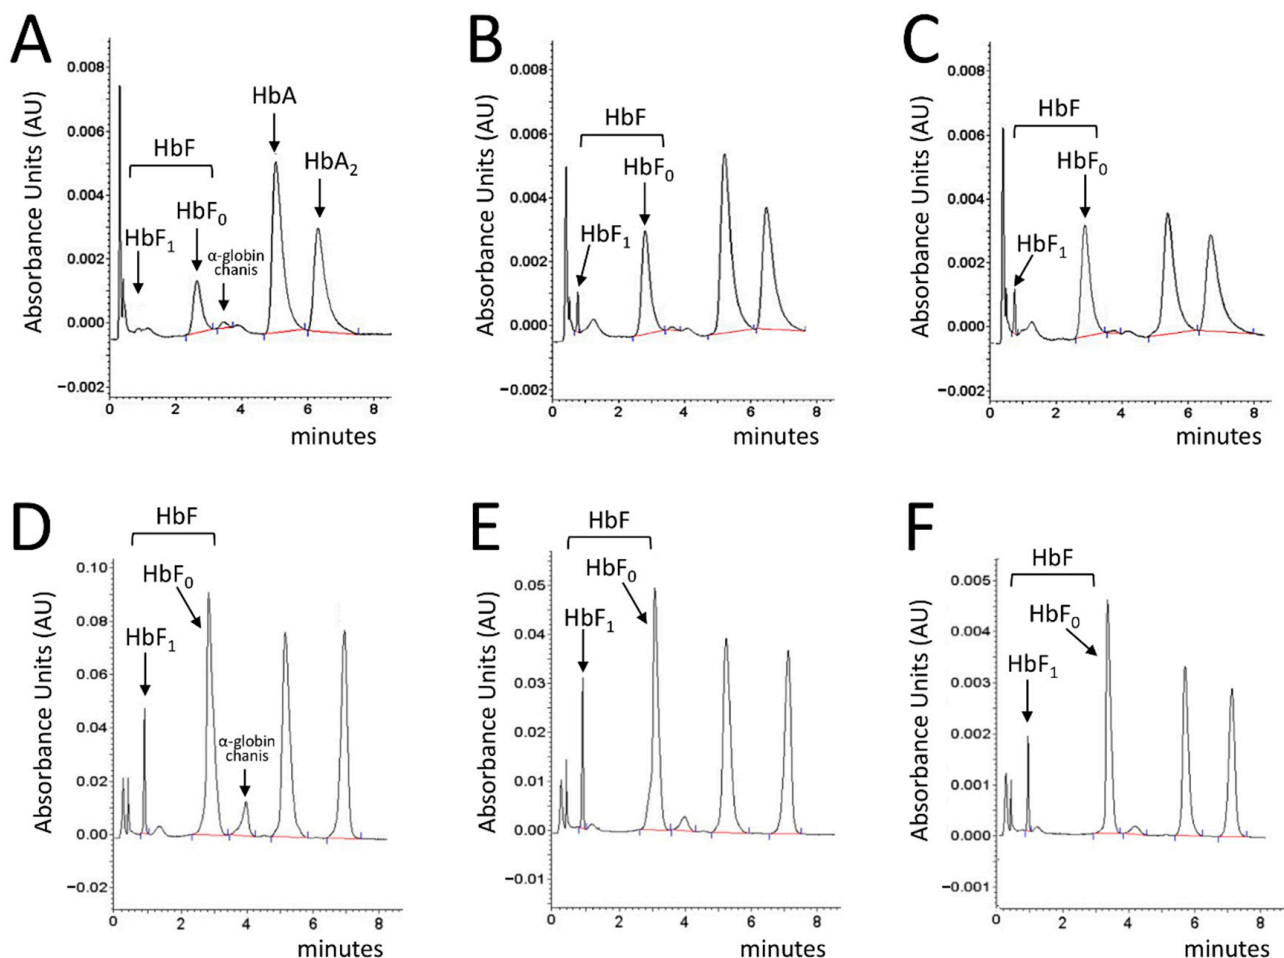 A
Absorbance Units (AU)
0.008
0.006
0.004
0.002
0.000
−0.002
HbF
HbF1
HbF0
α-globin
chanis
HbA
HbA2
0 2 4 6 8
minutes
B
Absorbance Units (AU)
0.008
0.006
0.004
0.002
0.000
−0.002
HbF
HbF0
HbF1
0 2 4 6 8
minutes
C
Absorbance Units (AU)
0.008
0.006
0.004
0.002
0.000
−0.002
HbF
HbF0
HbF1
0 2 4 6 8
minutes
D
Absorbance Units (AU)
0.10
0.08
0.06
0.04
0.02
0.00
−0.02
HbF
HbF0
HbF1
α-globin
chanis
0 2 4 6 8
minutes
E
Absorbance Units (AU)
0.05
0.04
0.03
0.02
0.01
0.00
−0.01
HbF
HbF0
HbF1
0 2 4 6 8
minutes
F
Absorbance Units (AU)
0.005
0.004
0.003
0.002
0.001
0.000
−0.001
HbF
HbF0
HbF1
0 2 4 6 8
minutes